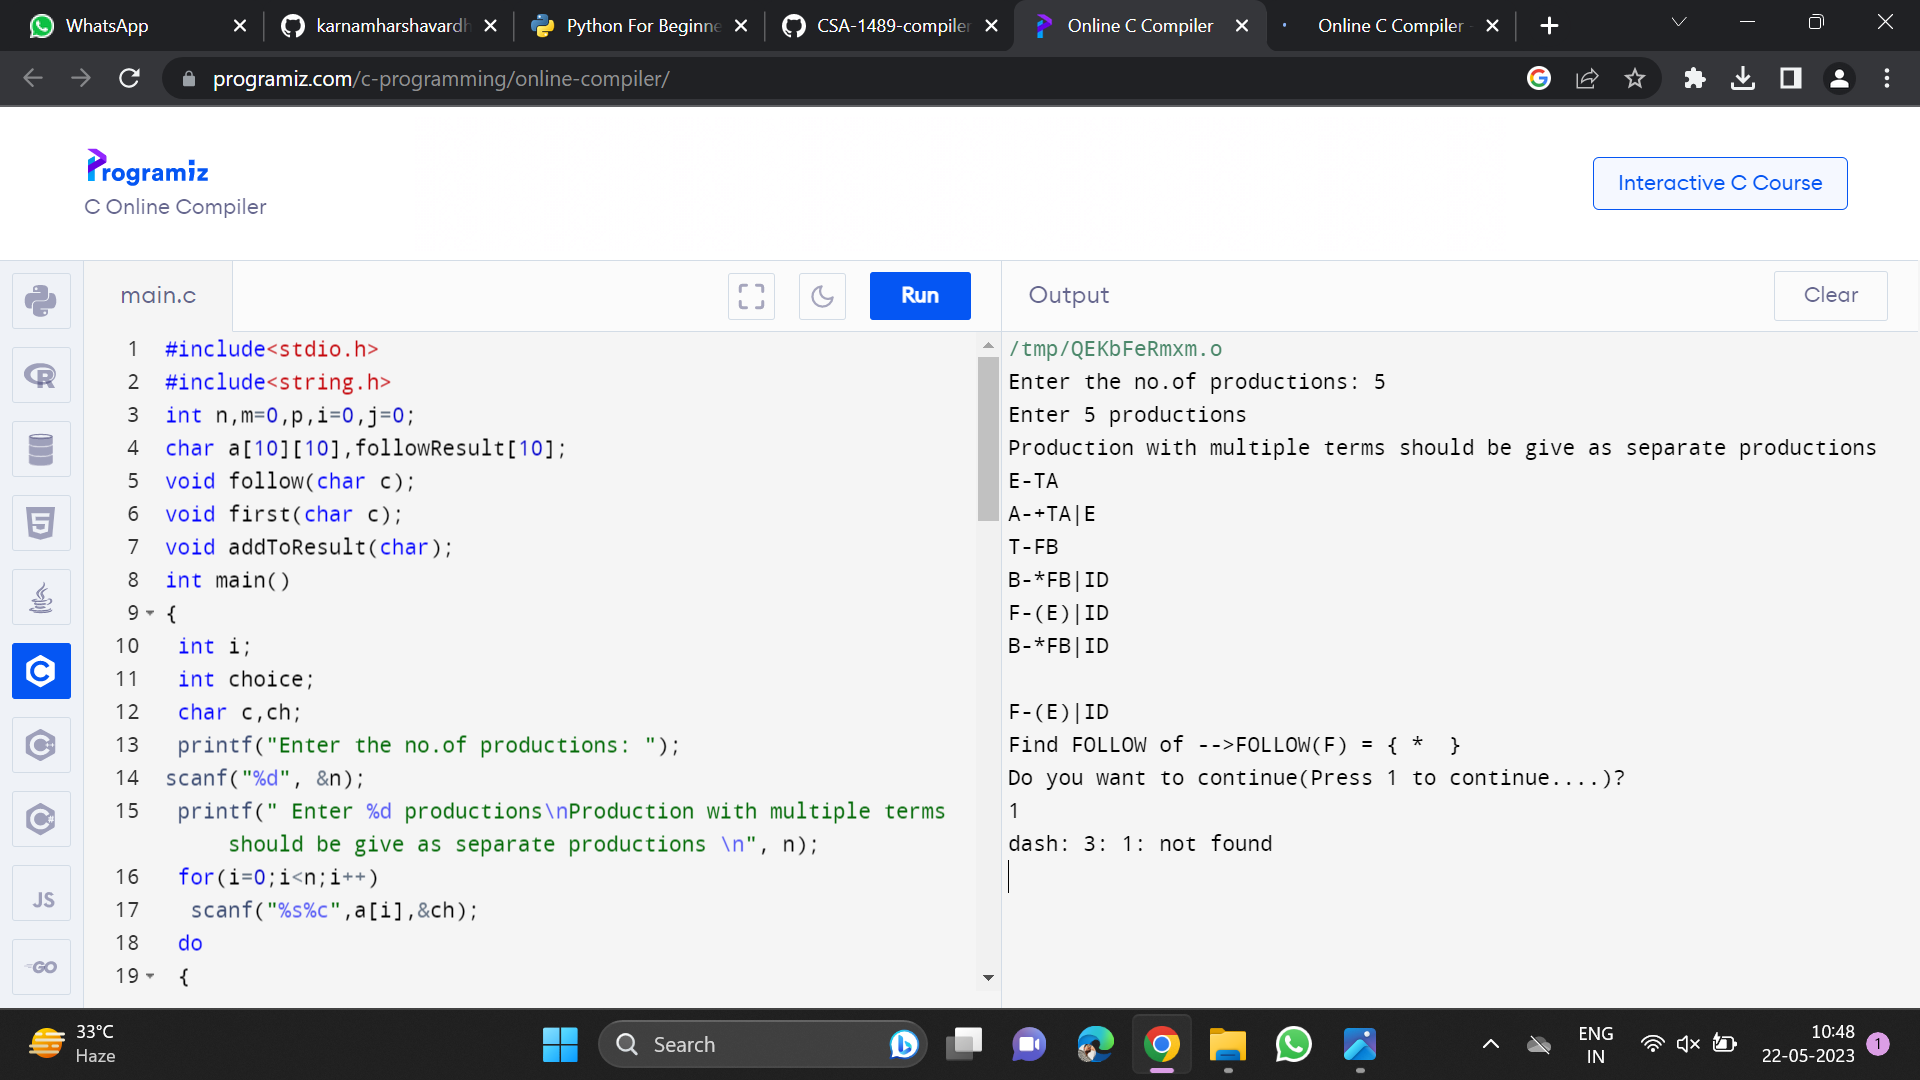 WhatsApp
karnamharshavardh
Python For Beginne
CSA-1489-compiler
Online C Compiler
Online C Compiler -
programiz.com/c-programming/online-compiler/
Programiz
C Online Compiler
Interactive C Course
main.c
Run
Output
Clear
1 #include<stdio.h>
2 #include<string.h>
3 int n,m=0,p,i=0,j=0;
4 char a[10][10],followResult[10];
5 void follow(char c);
6 void first(char c);
7 void addToResult(char);
8 int main()
9 {
10 int i;
11 int choice;
12 char c,ch;
13 printf("Enter the no.of productions: ");
14 scanf("%d", &n);
15 printf(" Enter %d productions\nProduction with multiple terms
should be give as separate productions \n", n);
16 for(i=0;i<n;i++)
17 scanf("%s%c",a[i],&ch);
18 do
19 {
/tmp/QEKbFeRmxm.o
Enter the no.of productions: 5
Enter 5 productions
Production with multiple terms should be give as separate productions
E-TA
A-+TA|E
T-FB
B-*FB|ID
F-(E)|ID
B-*FB|ID
F-(E)|ID
Find FOLLOW of -->FOLLOW(F) = { *  }
Do you want to continue(Press 1 to continue....)?
1
dash: 3: 1: not found
JS
GO
33°C
Haze
Search
ENG
IN
10:48
22-05-2023
1